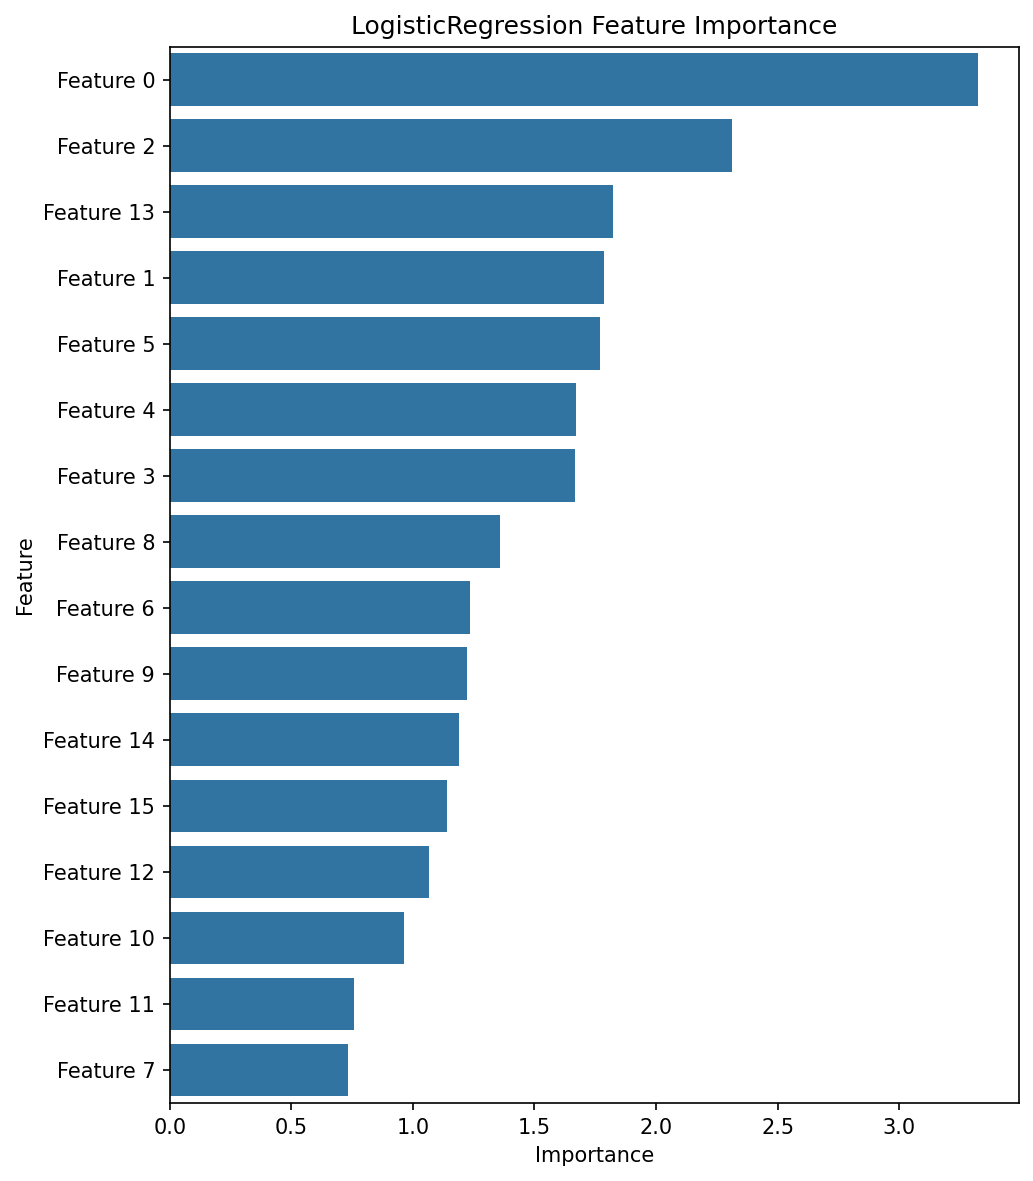 LogisticRegression Feature Importance
Feature 0
Feature 2
Feature 13
Feature 1
Feature 5
Feature 4
Feature 3
Feature 8
Feature 6
Feature 9
Feature 14
Feature 15
Feature 12
Feature 10
Feature 11
Feature 7
Feature
0.0 0.5 1.0 1.5 2.0 2.5 3.0
Importance